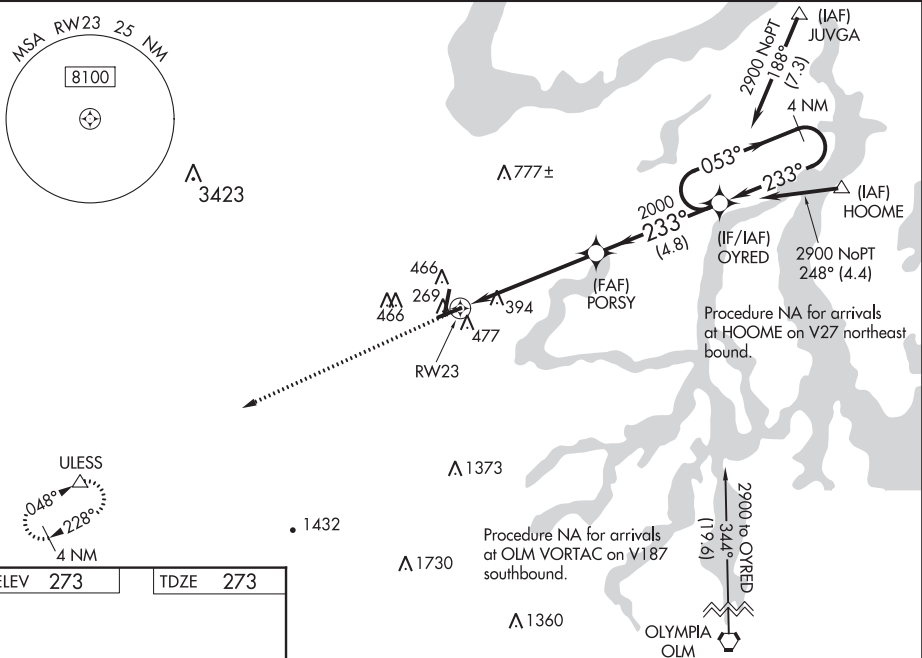 MSA RW23 25 NM
8100
3423
777±
(IAF)
JUVGA
2900 NoPT
188°
(7.3)
4 NM
053°
233°
(IAF)
HOOME
2900 NoPT
248° (4.4)
2000
233°
(4.8)
(IF/IAF)
OYRED
(FAF)
PORSY
466
269
466
394
477
RW23
Procedure NA for arrivals
at HOOME on V27 northeast
bound.
ULESS
048°
228°
4 NM
1373
1432
1730
1360
Procedure NA for arrivals
at OLM VORTAC on V187
southbound.
2900 to OYRED
344°
(19.6)
OLYMPIA
OLM
ELEV 273
TDZE 273